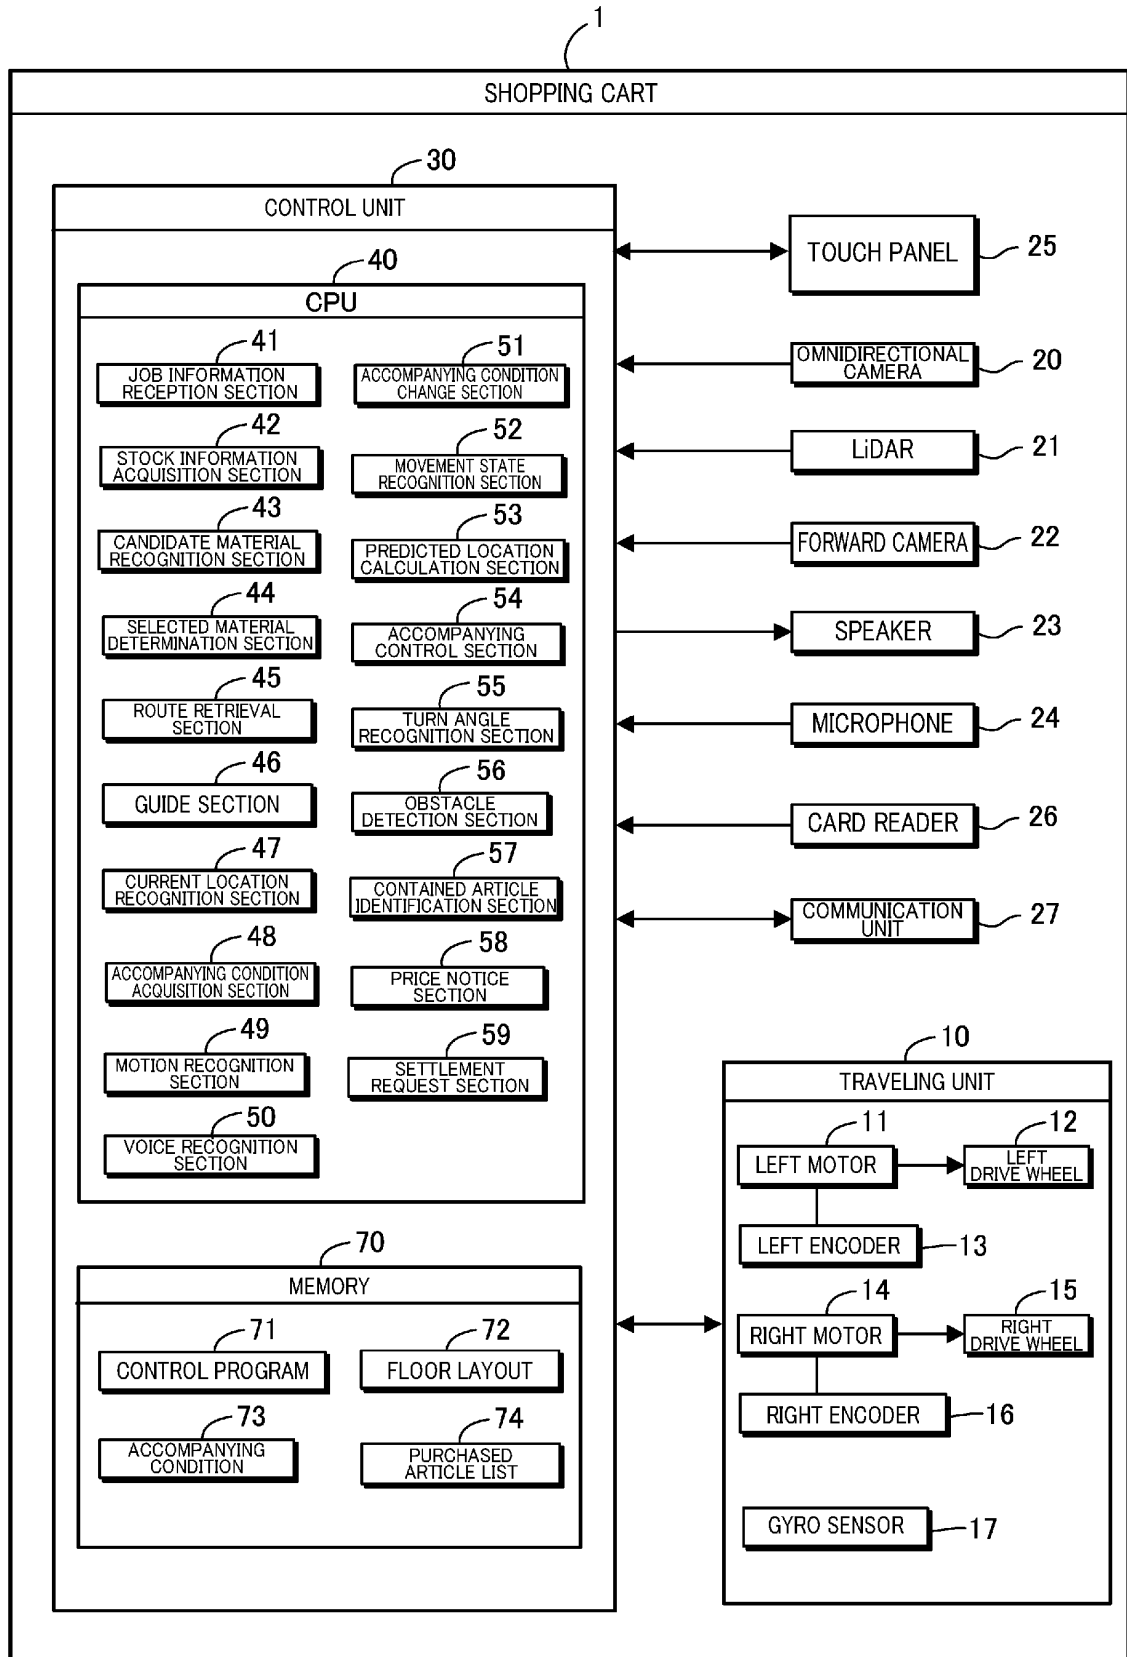 1
SHOPPING CART
30
CONTROL UNIT
40
CPU
41
JOB INFORMATION
RECEPTION SECTION
42
STOCK INFORMATION
ACQUISITION SECTION
43
CANDIDATE MATERIAL
RECOGNITION SECTION
44
SELECTED MATERIAL
DETERMINATION SECTION
45
ROUTE RETRIEVAL
SECTION
46
GUIDE SECTION
47
CURRENT LOCATION
RECOGNITION SECTION
48
ACCOMPANYING CONDITION
ACQUISITION SECTION
49
MOTION RECOGNITION
SECTION
50
VOICE RECOGNITION
SECTION
51
ACCOMPANYING CONDITION
CHANGE SECTION
52
MOVEMENT STATE
RECOGNITION SECTION
53
PREDICTED LOCATION
CALCULATION SECTION
54
ACCOMPANYING
CONTROL SECTION
55
TURN ANGLE
RECOGNITION SECTION
56
OBSTACLE
DETECTION SECTION
57
CONTAINED ARTICLE
IDENTIFICATION SECTION
58
PRICE NOTICE
SECTION
59
SETTLEMENT
REQUEST SECTION
70
MEMORY
71
CONTROL PROGRAM
72
FLOOR LAYOUT
73
ACCOMPANYING
CONDITION
74
PURCHASED
ARTICLE LIST
TOUCH PANEL
25
OMNIDIRECTIONAL
CAMERA
20
LiDAR
21
FORWARD CAMERA
22
SPEAKER
23
MICROPHONE
24
CARD READER
26
COMMUNICATION
UNIT
27
10
TRAVELING UNIT
11
LEFT MOTOR
12
LEFT
DRIVE WHEEL
LEFT ENCODER
13
14
RIGHT MOTOR
15
RIGHT
DRIVE WHEEL
RIGHT ENCODER
16
GYRO SENSOR
17